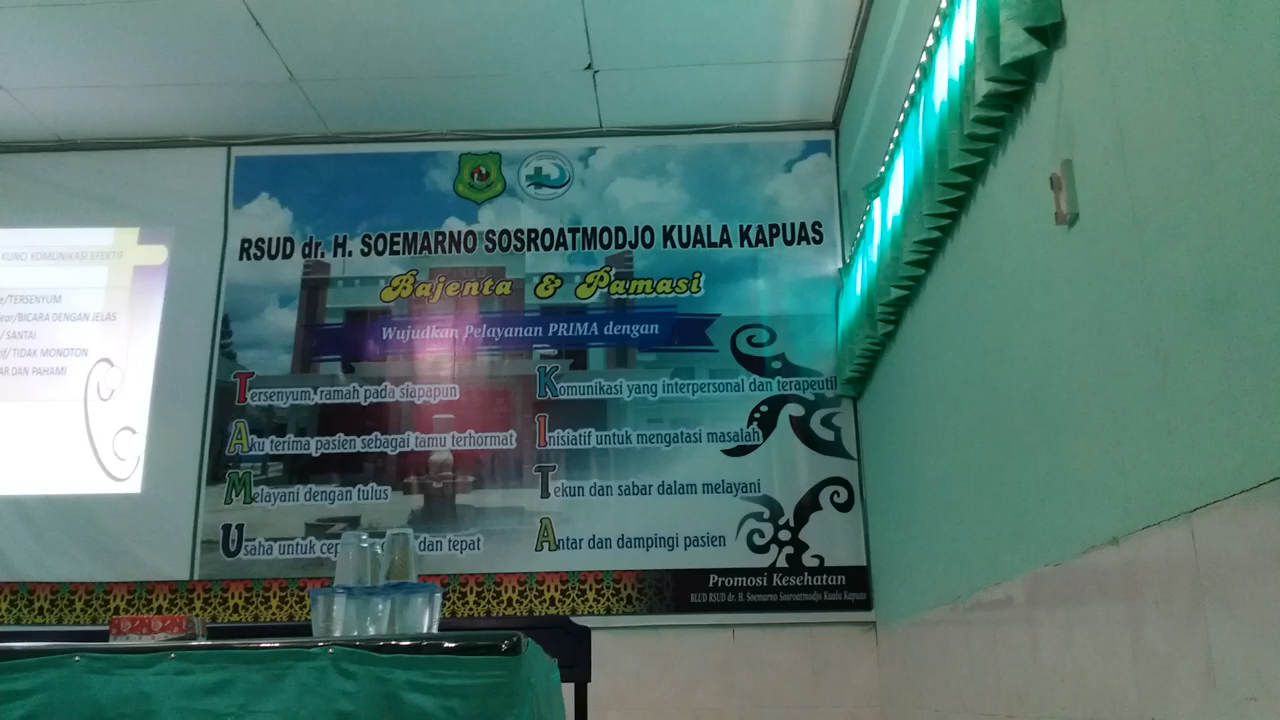 KUNCI KOMUNIKASI EFEKTIF
/TERSENYUM
/BICARA DENGAN JELAS
/ SANTAI
/ TIDAK MONOTON
DAN PAHAMI
RSUD dr. H. SOEMARNO SOSROATMODJO KUALA KAPUAS
Bajenta & Pamasi
Wujudkan Pelayanan PRIMA dengan
Tersenyum, ramah pada siapapun
Aku terima pasien sebagai tamu terhormat
Melayani dengan tulus
Usaha untuk dan tepat
Komunikasi yang interpersonal dan terapeutil
Inisiatif untuk mengatasi masalah
Tekun dan sabar dalam melayani
Antar dan dampingi pasien
Promosi Kesehatan
BLUD RSUD dr. H. Soemarno Sosroatmodjo Kuala Kapuas